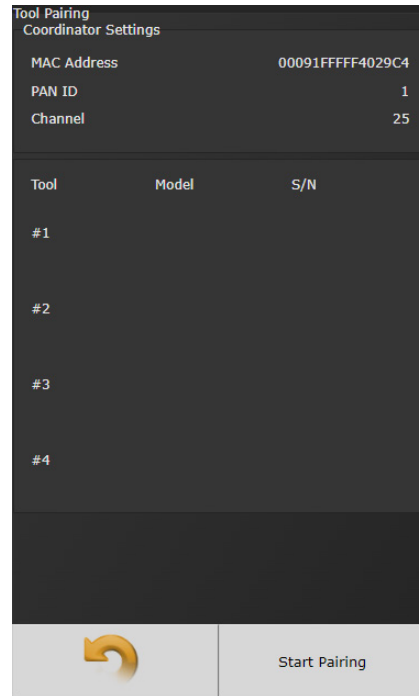 Tool Pairing
Coordinator Settings
MAC Address 00091FFFFF4029C4
PAN ID 1
Channel 25
Tool Model S/N
#1
#2
#3
#4
Start Pairing